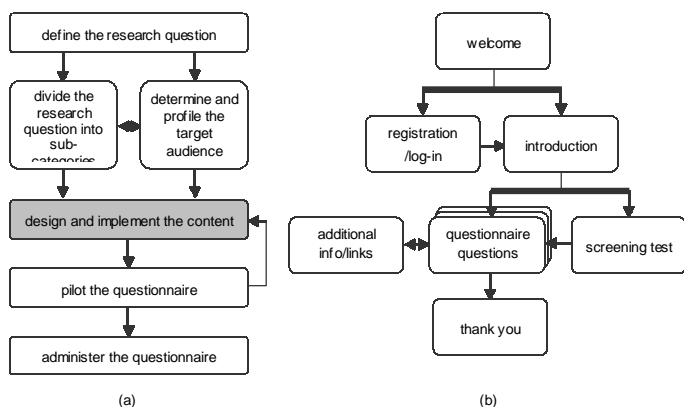 define the research question
divide the
research
question into
sub-
categories
determine and
profile the
target
audience
design and implement the content
pilot the questionnaire
administer the questionnaire
(a)
welcome
registration
/log-in
introduction
additional
info/links
questionnaire
questions
screening test
thank you
(b)